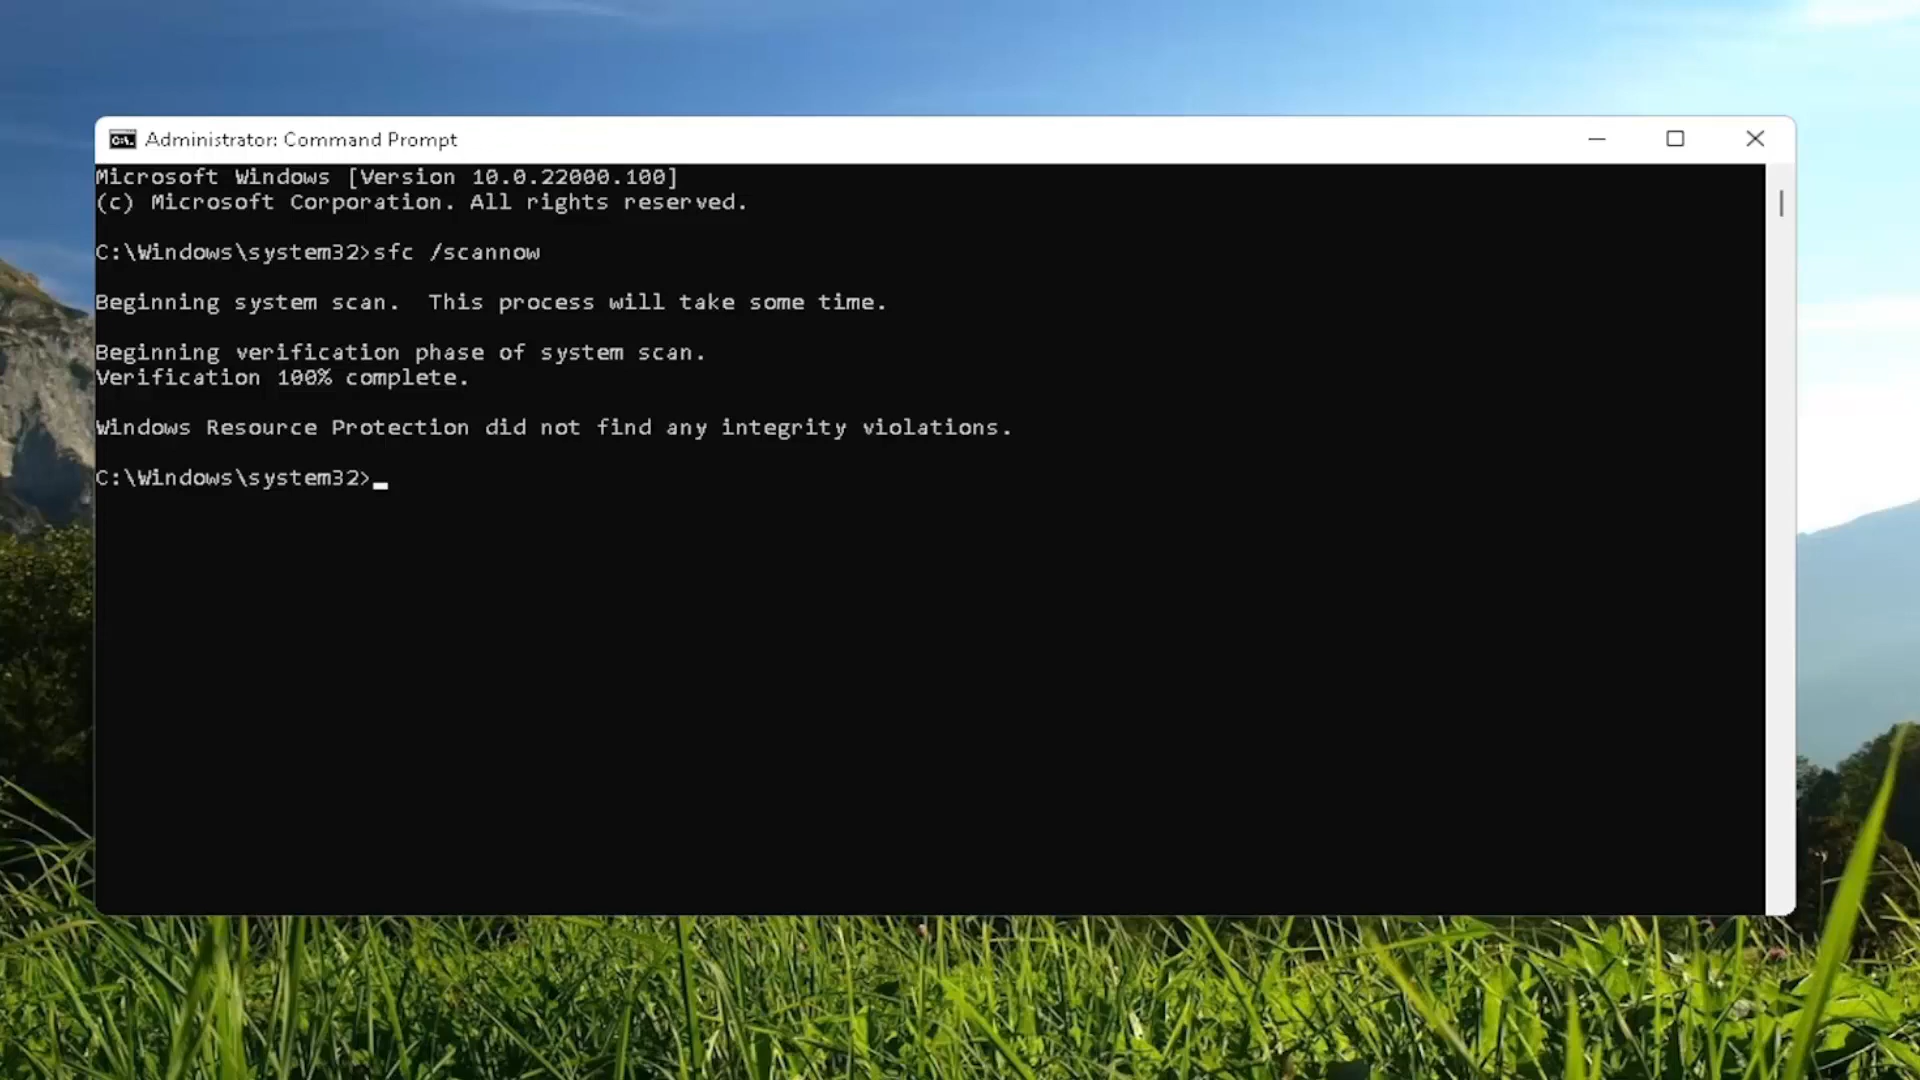 Administrator: Command Prompt
Microsoft Windows [Version 10.0.22000.100]
(c) Microsoft Corporation. All rights reserved.
C:\Windows\system32>sfc /scannow
Beginning system scan.  This process will take some time.
Beginning verification phase of system scan.
Verification 100% complete.
Windows Resource Protection did not find any integrity violations.
C:\Windows\system32>